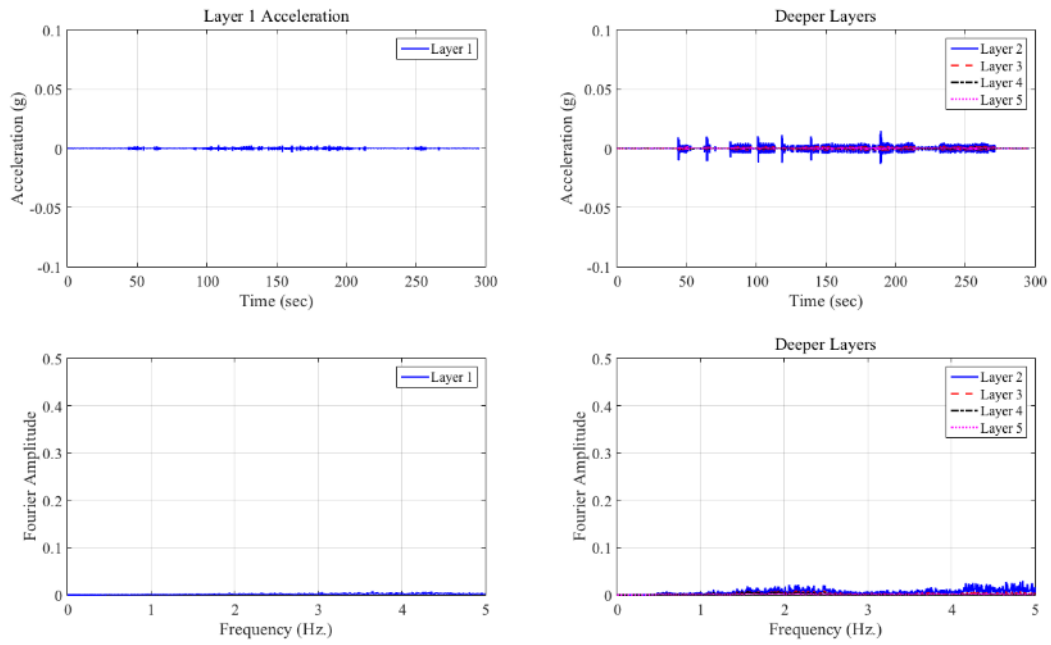 Layer 1 Acceleration
0.1
0.05
0
-0.05
-0.1
Acceleration (g)
Layer 1
0 50 100 150 200 250 300
Time (sec)
Deeper Layers
0.1
0.05
0
-0.05
-0.1
Acceleration (g)
Layer 2
Layer 3
Layer 4
Layer 5
0 50 100 150 200 250 300
Time (sec)
0.5
0.4
0.3
0.2
0.1
0
Fourier Amplitude
Layer 1
0 1 2 3 4 5
Frequency (Hz.)
Deeper Layers
0.5
0.4
0.3
0.2
0.1
0
Fourier Amplitude
Layer 2
Layer 3
Layer 4
Layer 5
0 1 2 3 4 5
Frequency (Hz.)